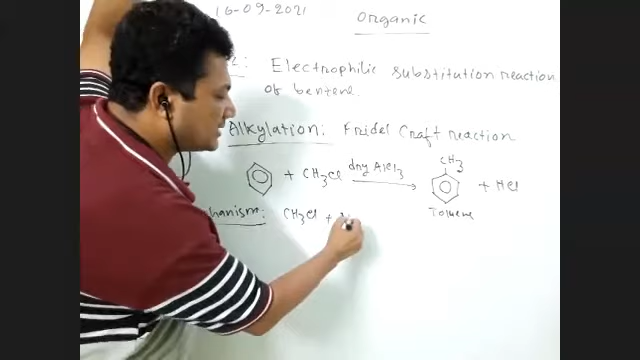 16-09-2021
Organic
2: Electrophilic substitution reaction
of benzene.
Alkylation: Fridel Craft reaction
+ CH3Cl dry AlCl3 CH3 + HCl
Toluene
hanism: CH3Cl +